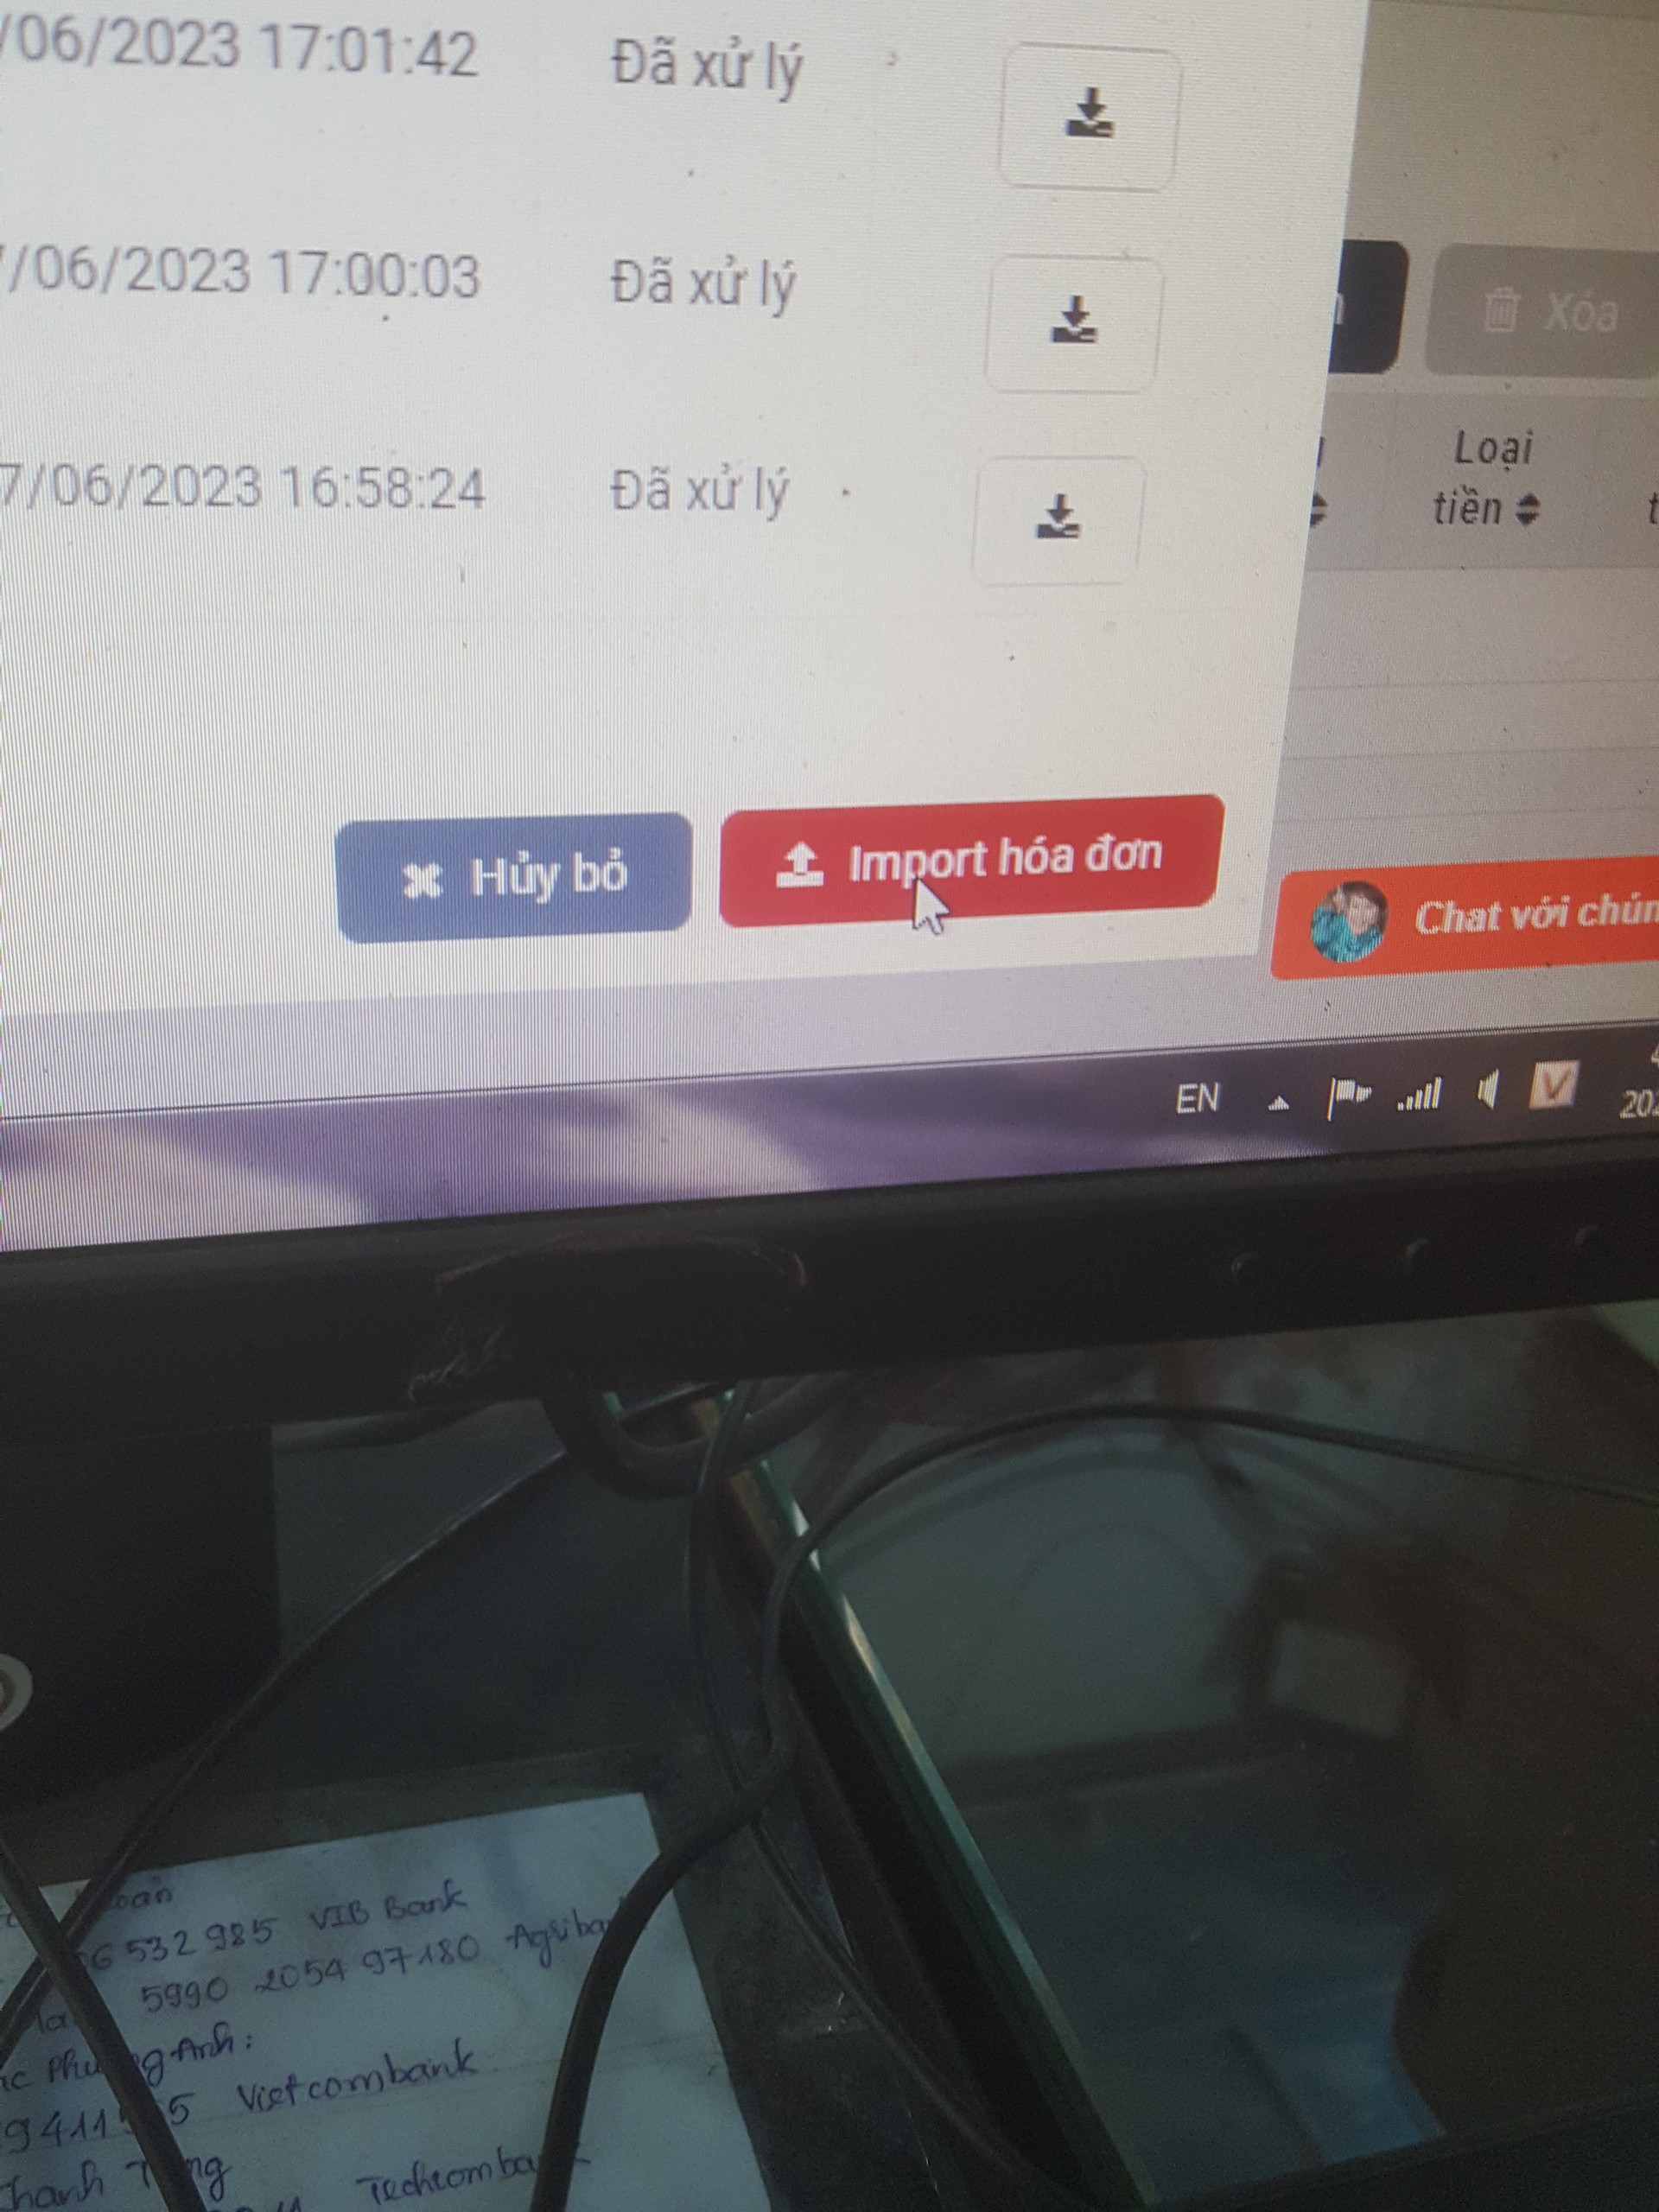 /06/2023 17:01:42 Đã xử lý
/06/2023 17:00:03 Đã xử lý
Xóa
7/06/2023 16:58:24 Đã xử lý
Loại
tiền
Hủy bỏ
Import hóa đơn
Chat với
EN
V
6 532 985 VIB Bank
5990 2054 97180
Anh:
Vietcombank